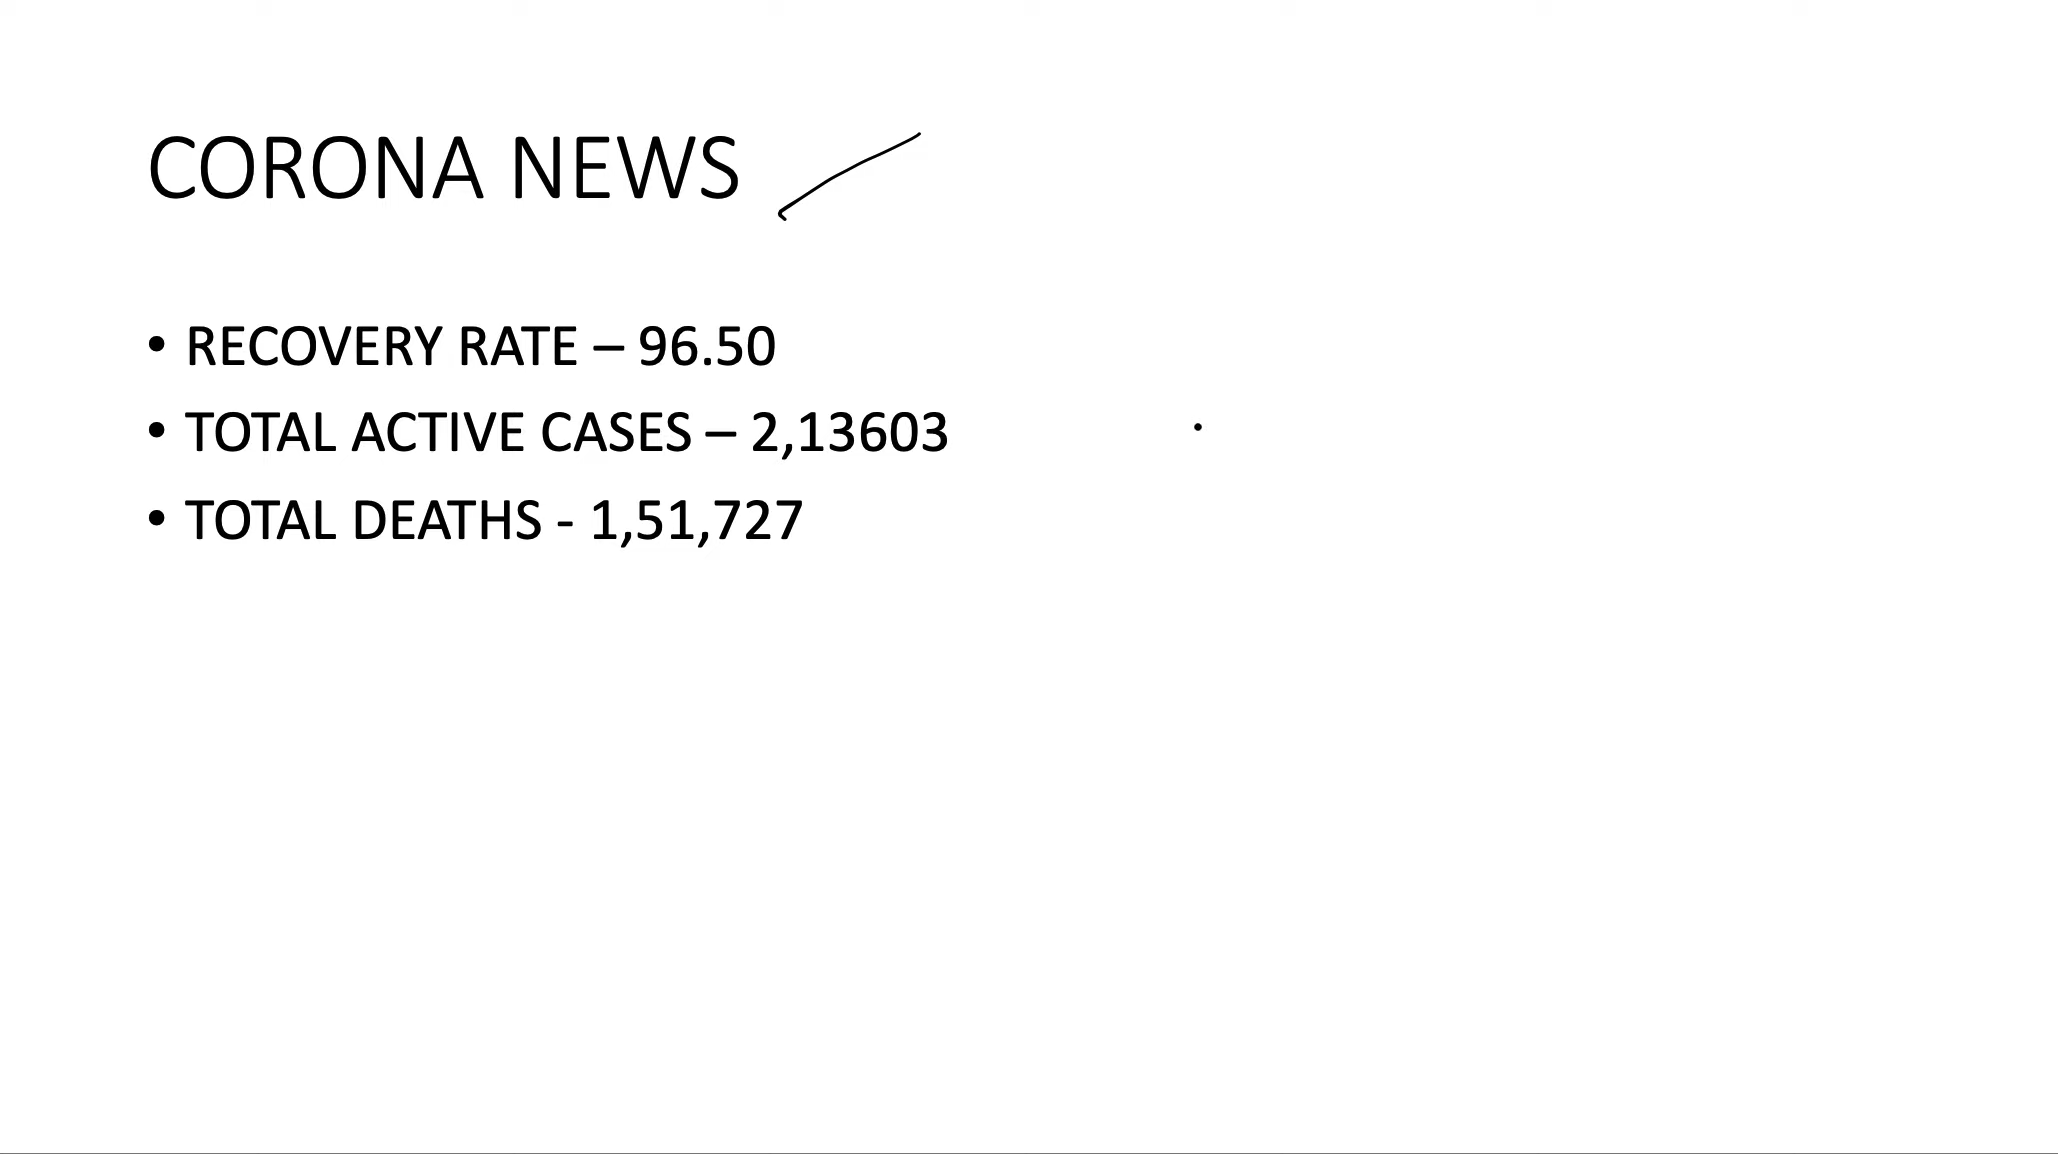 CORONA NEWS
• RECOVERY RATE – 96.50
• TOTAL ACTIVE CASES – 2,13603
• TOTAL DEATHS - 1,51,727